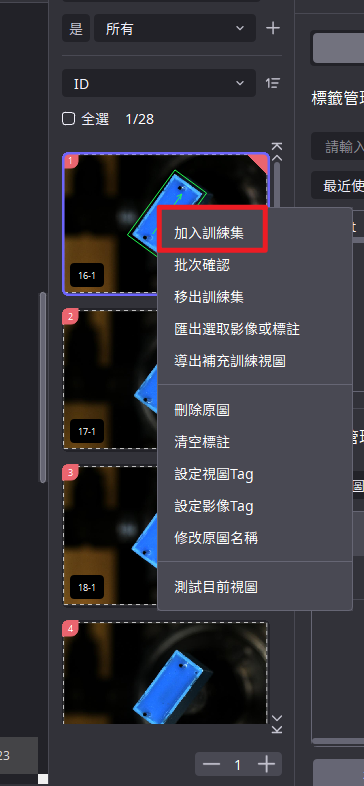 是
所有
ID
全選 1/28
標籤管
請輸入
最近使
1
16-1
加入訓練集
批次確認
移出訓練集
匯出選取影像或標註
導出補充訓練視圖
刪除原圖
清空標註
設定視圖Tag
設定影像Tag
修改原圖名稱
測試目前視圖
2
17-1
3
18-1
4
23
1